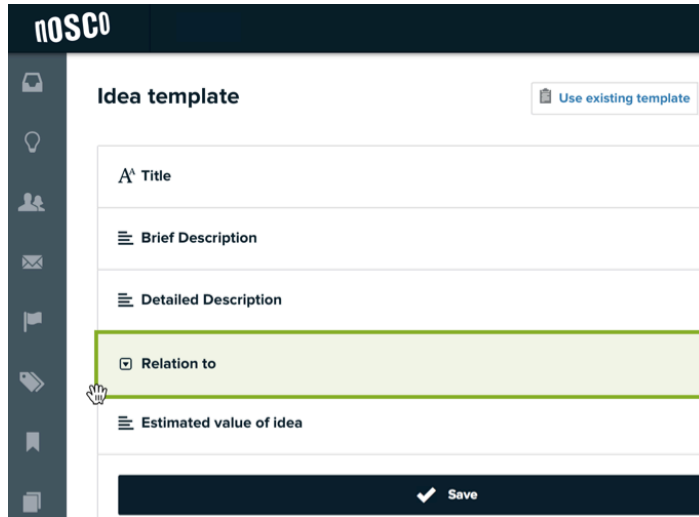 nosco
Idea template
Use existing template
Title
Brief Description
Detailed Description
Relation to
Estimated value of idea
Save